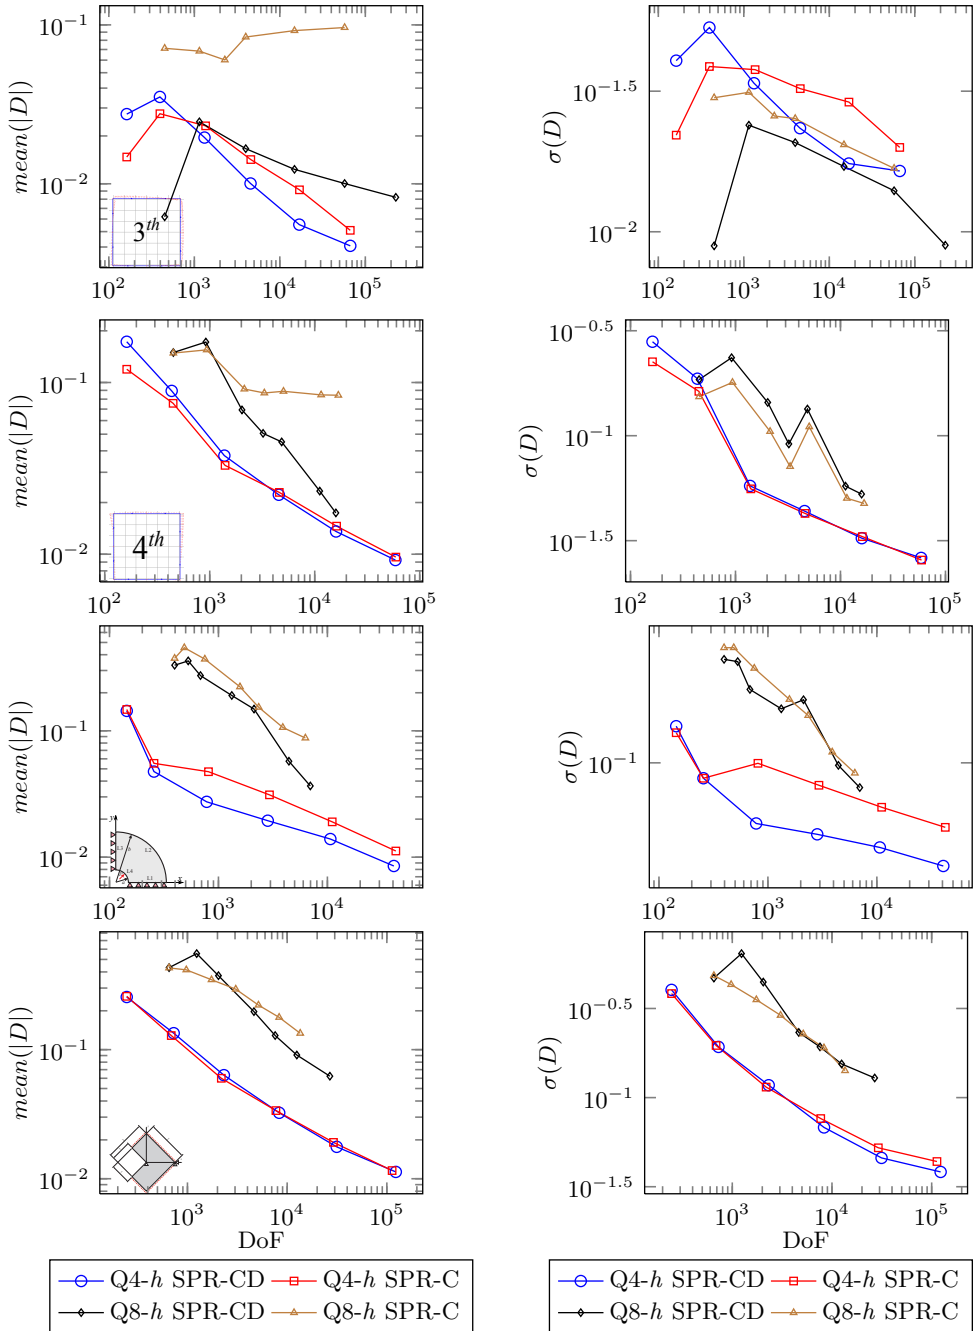 10^{-1}
10^{-2}
mean(|D|)
3^{th}
10^2 10^3 10^4 10^5
10^{-1.5}
10^{-2}
σ(D)
10^2 10^3 10^4 10^5
10^{-1}
10^{-2}
mean(|D|)
4^{th}
10^2 10^3 10^4 10^5
10^{-0.5}
10^{-1}
10^{-1.5}
σ(D)
10^2 10^3 10^4 10^5
10^{-1}
10^{-2}
mean(|D|)
10^2 10^3 10^4
10^{-1}
σ(D)
10^2 10^3 10^4
10^{-1}
10^{-2}
mean(|D|)
10^3 10^4 10^5
DoF
10^{-0.5}
10^{-1}
10^{-1.5}
σ(D)
10^3 10^4 10^5
DoF
Q4-h SPR-CD Q4-h SPR-C
Q8-h SPR-CD Q8-h SPR-C
Q4-h SPR-CD Q4-h SPR-C
Q8-h SPR-CD Q8-h SPR-C